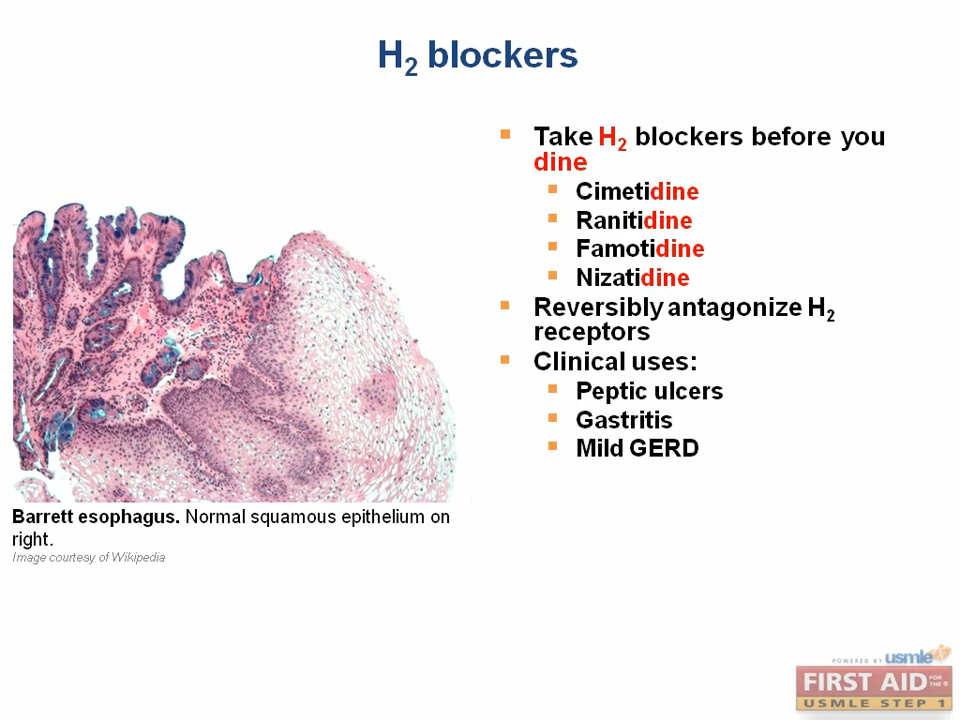 H₂ blockers
Take H₂ blockers before you
dine
Cimetidine
Ranitidine
Famotidine
Nizatidine
Reversibly antagonize H₂
receptors
Clinical uses:
Peptic ulcers
Gastritis
Mild GERD
Barrett esophagus. Normal squamous epithelium on
right.
Image courtesy of Wikipedia
POWERED BY usmle
FIRST AID FOR THE ®
USMLE STEP 1